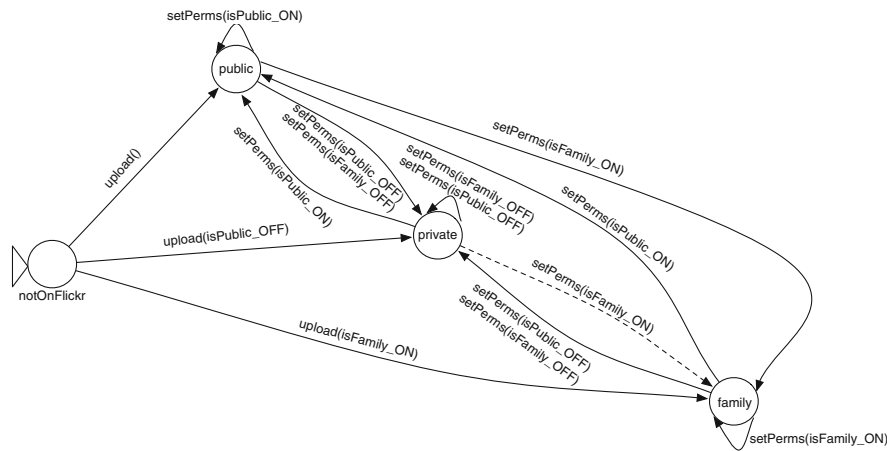 setPerms(isPublic_ON)
public
setPerms(isPublic_OFF)
setPerms(isFamily_OFF)
setPerms(isPublic_ON)
setPerms(isFamily_ON)
upload()
setPerms(isFamily_OFF)
setPerms(isPublic_OFF)
setPerms(isPublic_ON)
upload(isPublic_OFF)
private
notOnFlickr
setPerms(isFamily_ON)
setPerms(isPublic_OFF)
setPerms(isFamily_OFF)
upload(isFamily_ON)
family
setPerms(isFamily_ON)